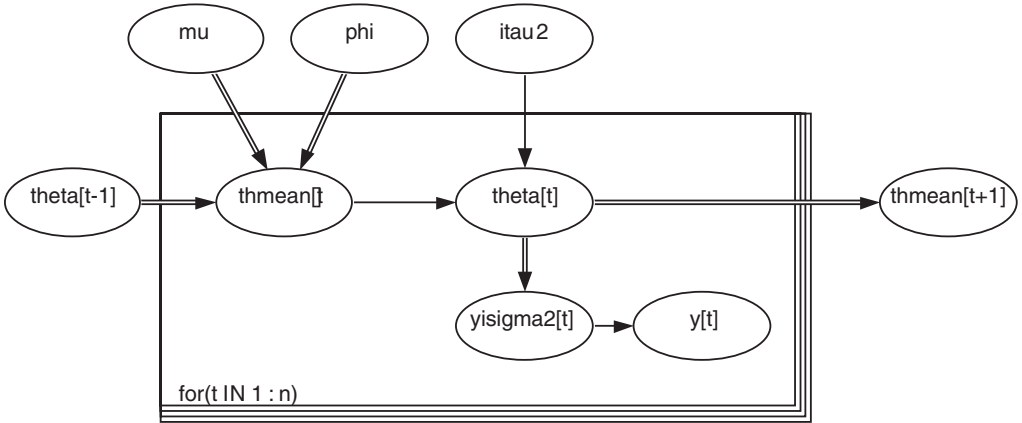 mu
phi
itau2
theta[t-1]
thmean[t]
theta[t]
thmean[t+1]
yisigma2[t]
y[t]
for(t IN 1 : n)